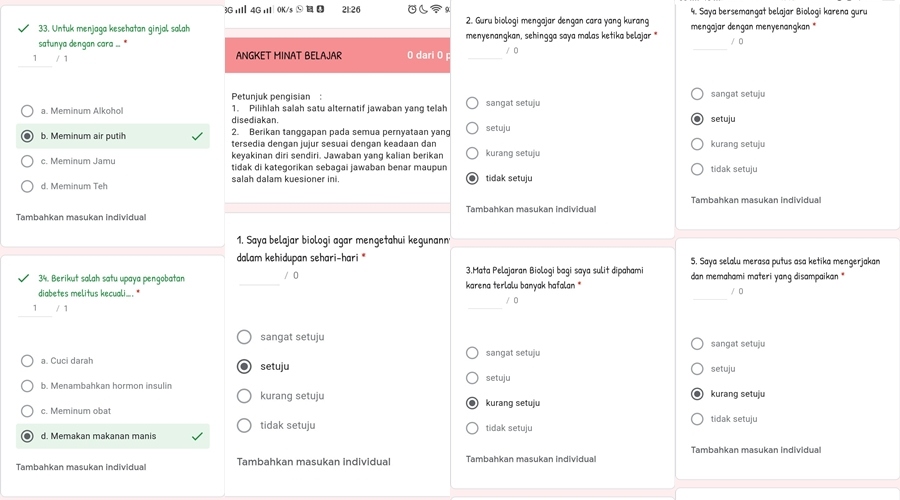 33. Untuk menjaga kesehatan ginjal salah
satunya dengan cara ... *
1 / 1
a. Meminum Alkohol
b. Meminum air putih
c. Meminum Jamu
d. Meminum Teh
Tambahkan masukan individual
34. Berikut salah satu upaya pengobatan
diabetes melitus kecuali.... *
1 / 1
a. Cuci darah
b. Menambahkan hormon insulin
c. Meminum obat
d. Memakan makanan manis
Tambahkan masukan individual
3G 4G 0K/s 21:26 9
ANGKET MINAT BELAJAR 0 dari 0 p
Petunjuk pengisian :
1. Pilihlah salah satu alternatif jawaban yang telah
disediakan.
2. Berikan tanggapan pada semua pernyataan yang
tersedia dengan jujur sesuai dengan keadaan dan
keyakinan diri sendiri. Jawaban yang kalian berikan
tidak di kategorikan sebagai jawaban benar maupun
salah dalam kuesioner ini.
1. Saya belajar biologi agar mengetahui kegunann
dalam kehidupan sehari-hari *
/ 0
sangat setuju
setuju
kurang setuju
tidak setuju
Tambahkan masukan individual
2. Guru biologi mengajar dengan cara yang kurang
menyenangkan, sehingga saya malas ketika belajar *
/ 0
sangat setuju
setuju
kurang setuju
tidak setuju
Tambahkan masukan individual
3.Mata Pelajaran Biologi bagi saya sulit dipahami
karena terlalu banyak hafalan *
/ 0
sangat setuju
setuju
kurang setuju
tidak setuju
Tambahkan masukan individual
4. Saya bersemangat belajar Biologi karena guru
mengajar dengan menyenangkan *
/ 0
sangat setuju
setuju
kurang setuju
tidak setuju
Tambahkan masukan individual
5. Saya selalu merasa putus asa ketika mengerjakan
dan memahami materi yang disampaikan *
/ 0
sangat setuju
setuju
kurang setuju
tidak setuju
Tambahkan masukan individual